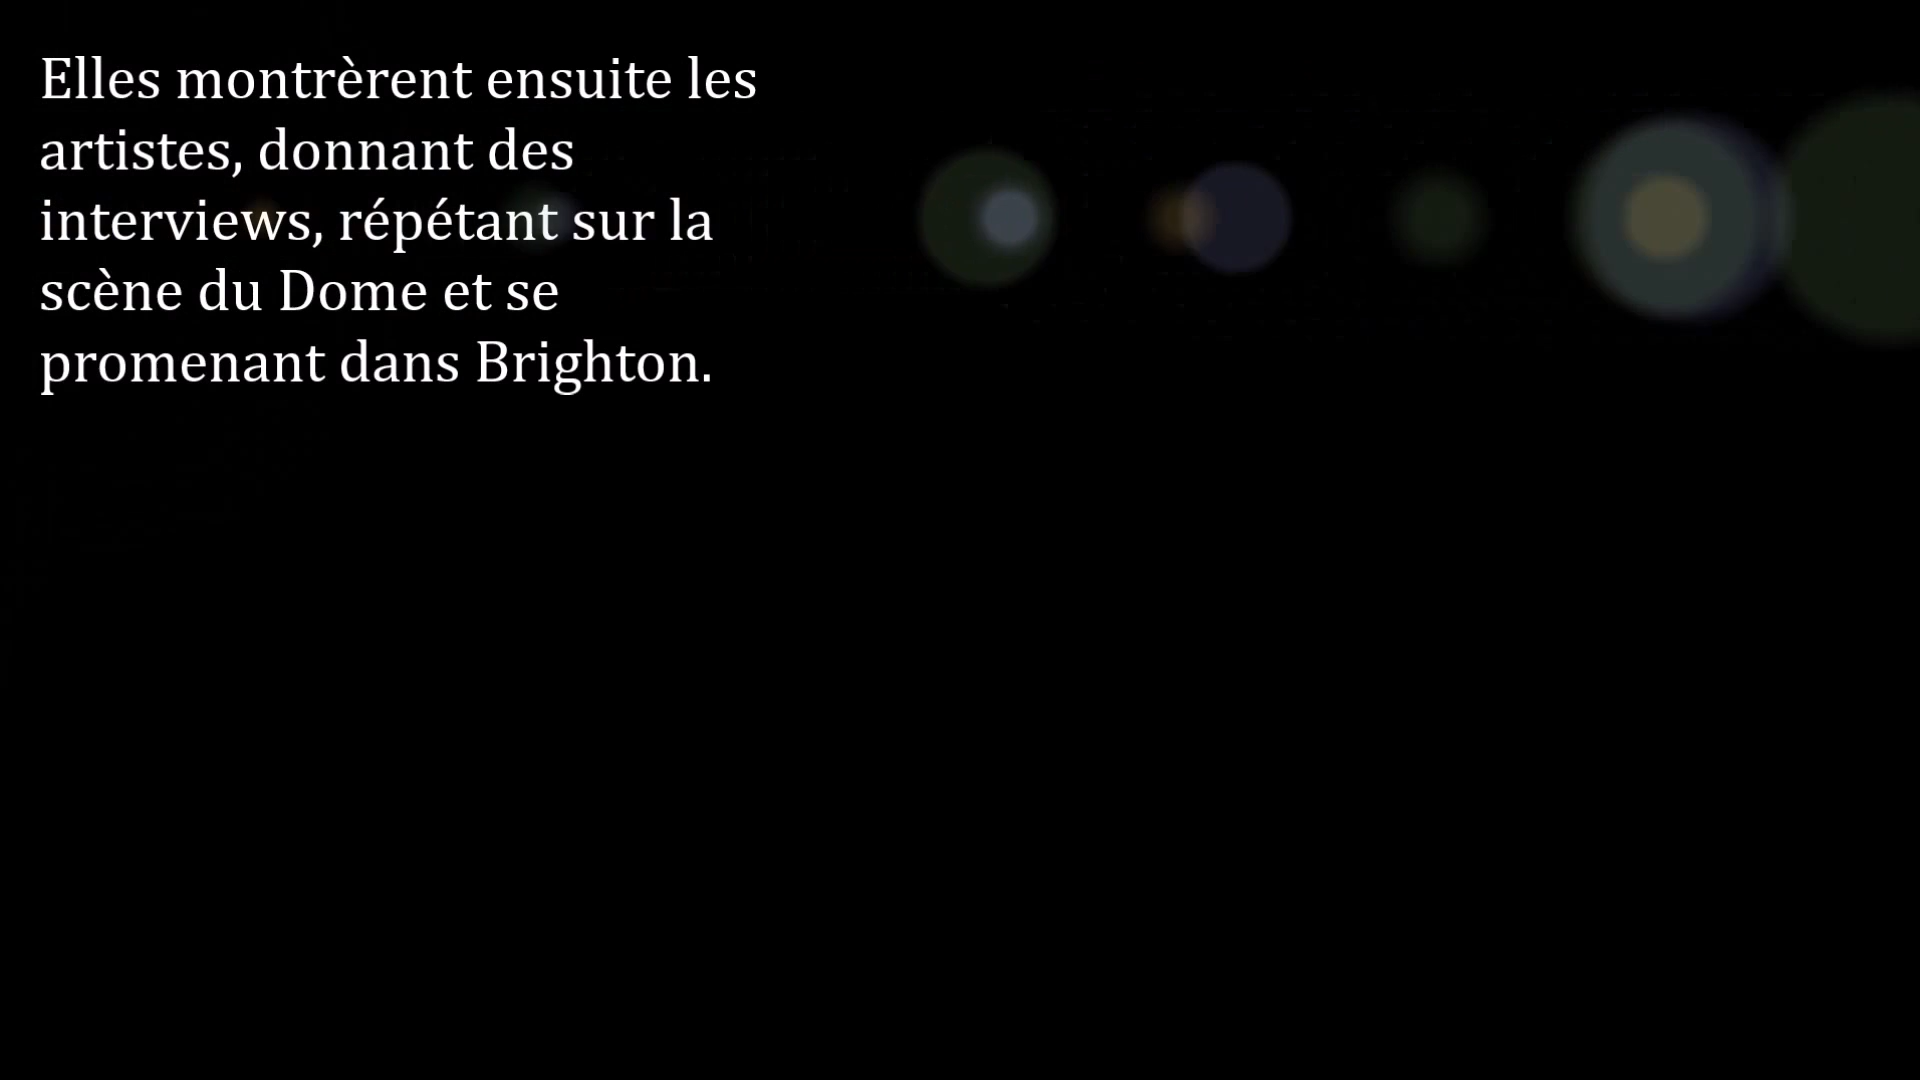 Elles montrèrent ensuite les
artistes, donnant des
interviews, répétant sur la
scène du Dome et se
promenant dans Brighton.